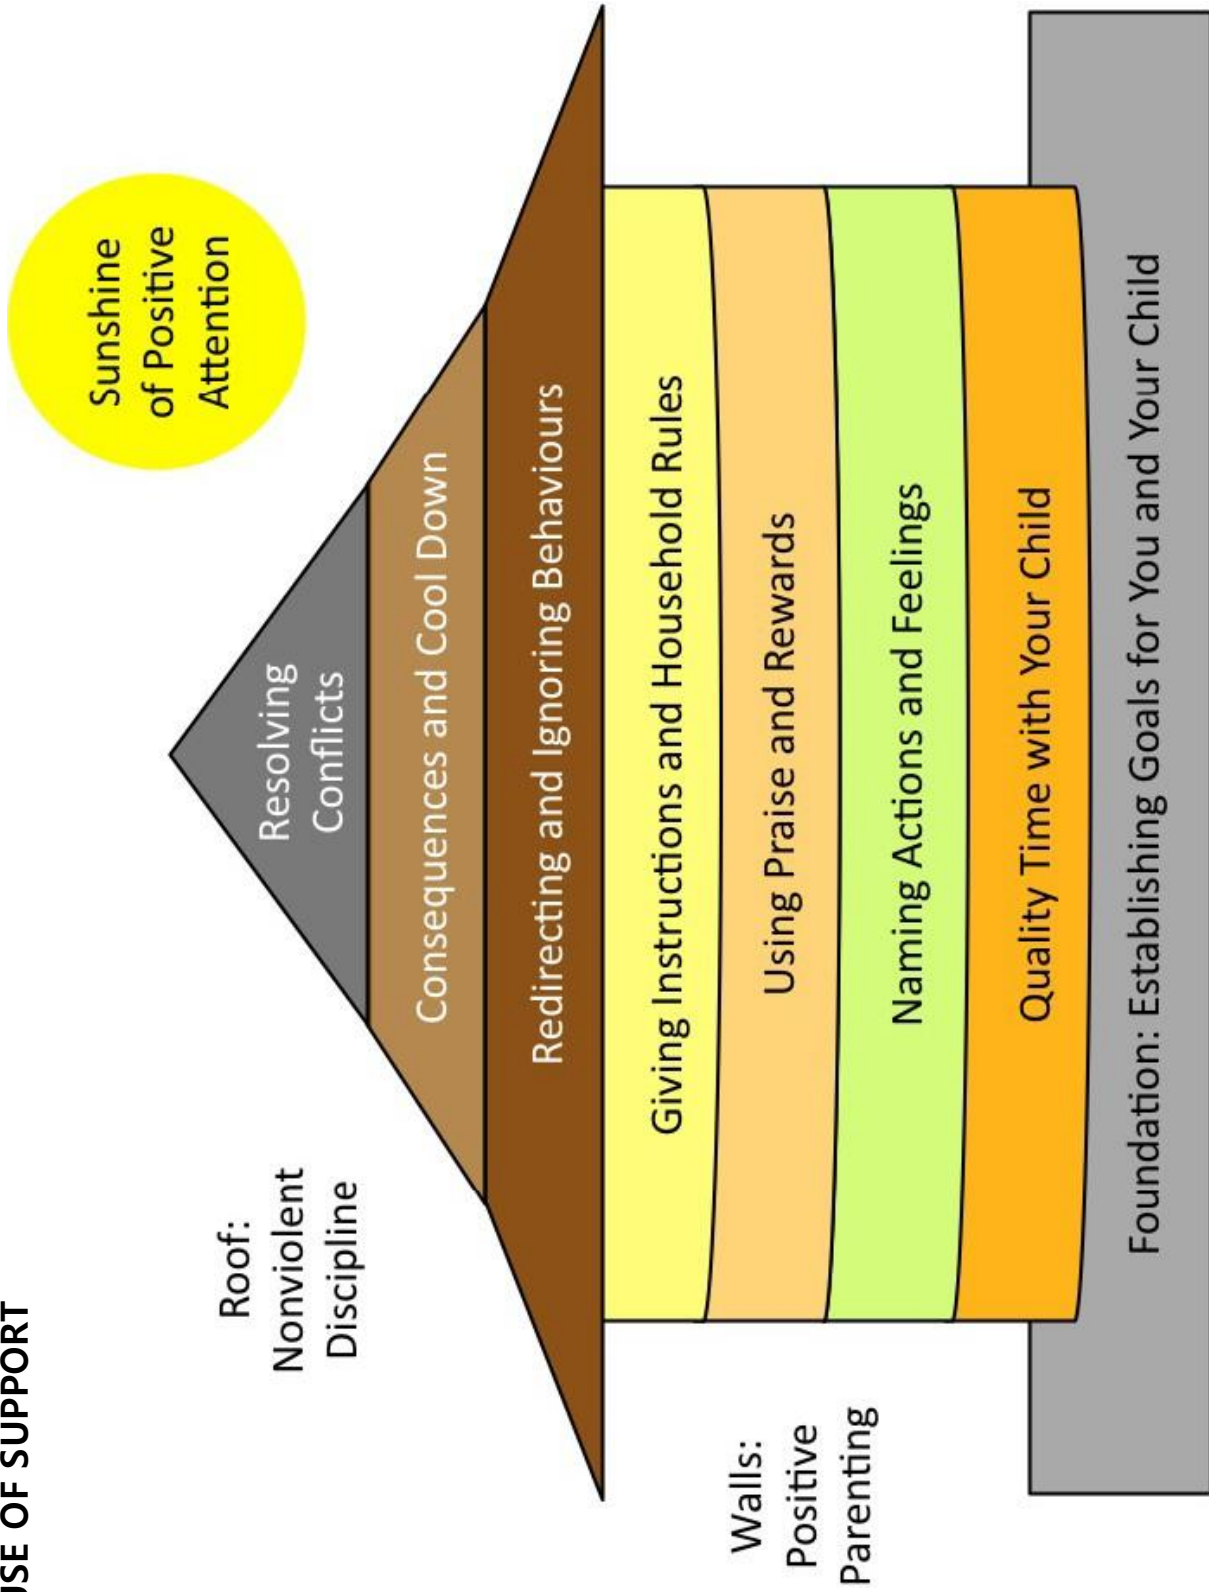 USE OF SUPPORT
Sunshine
of Positive
Attention
Roof:
Nonviolent
Discipline
Resolving
Conflicts
Consequences and Cool Down
Redirecting and Ignoring Behaviours
Giving Instructions and Household Rules
Using Praise and Rewards
Naming Actions and Feelings
Quality Time with Your Child
Walls:
Positive
Parenting
Foundation: Establishing Goals for You and Your Child